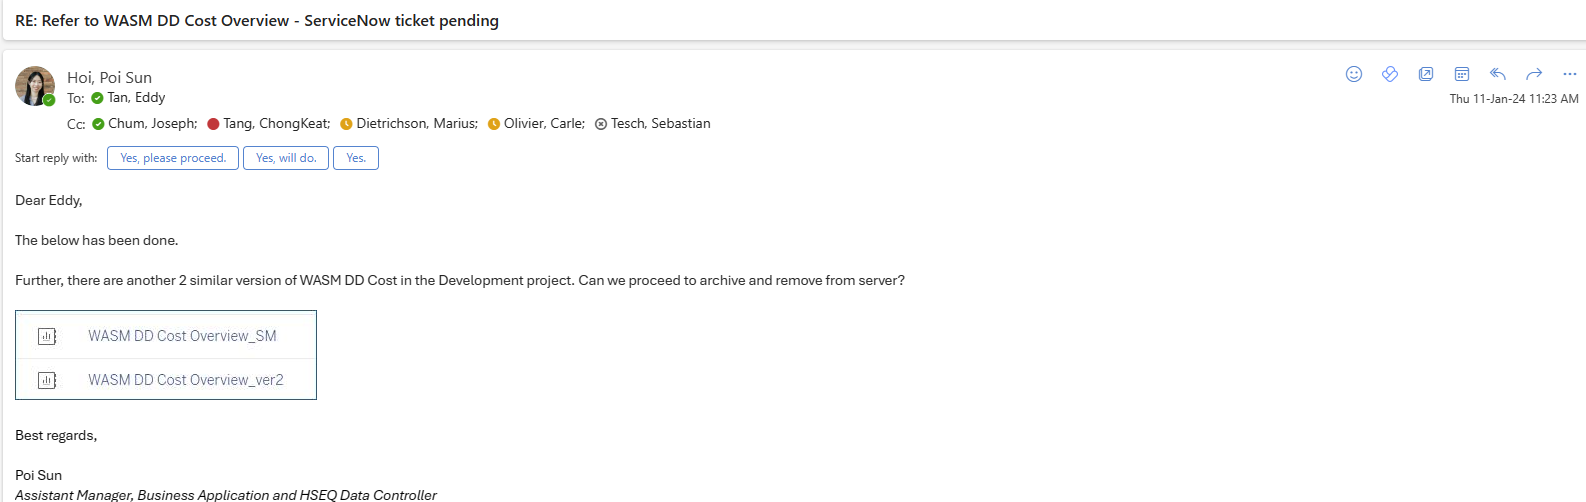 RE: Refer to WASM DD Cost Overview - ServiceNow ticket pending
Hoi, Poi Sun
To: Tan, Eddy
Cc: Chum, Joseph; Tang, ChongKeat; Dietrichson, Marius; Olivier, Carle; Tesch, Sebastian
Thu 11-Jan-24 11:23 AM
Start reply with: Yes, please proceed. Yes, will do. Yes.
Dear Eddy,
The below has been done.
Further, there are another 2 similar version of WASM DD Cost in the Development project. Can we proceed to archive and remove from server?
WASM DD Cost Overview_SM
WASM DD Cost Overview_ver2
Best regards,
Poi Sun
Assistant Manager, Business Application and HSEQ Data Controller